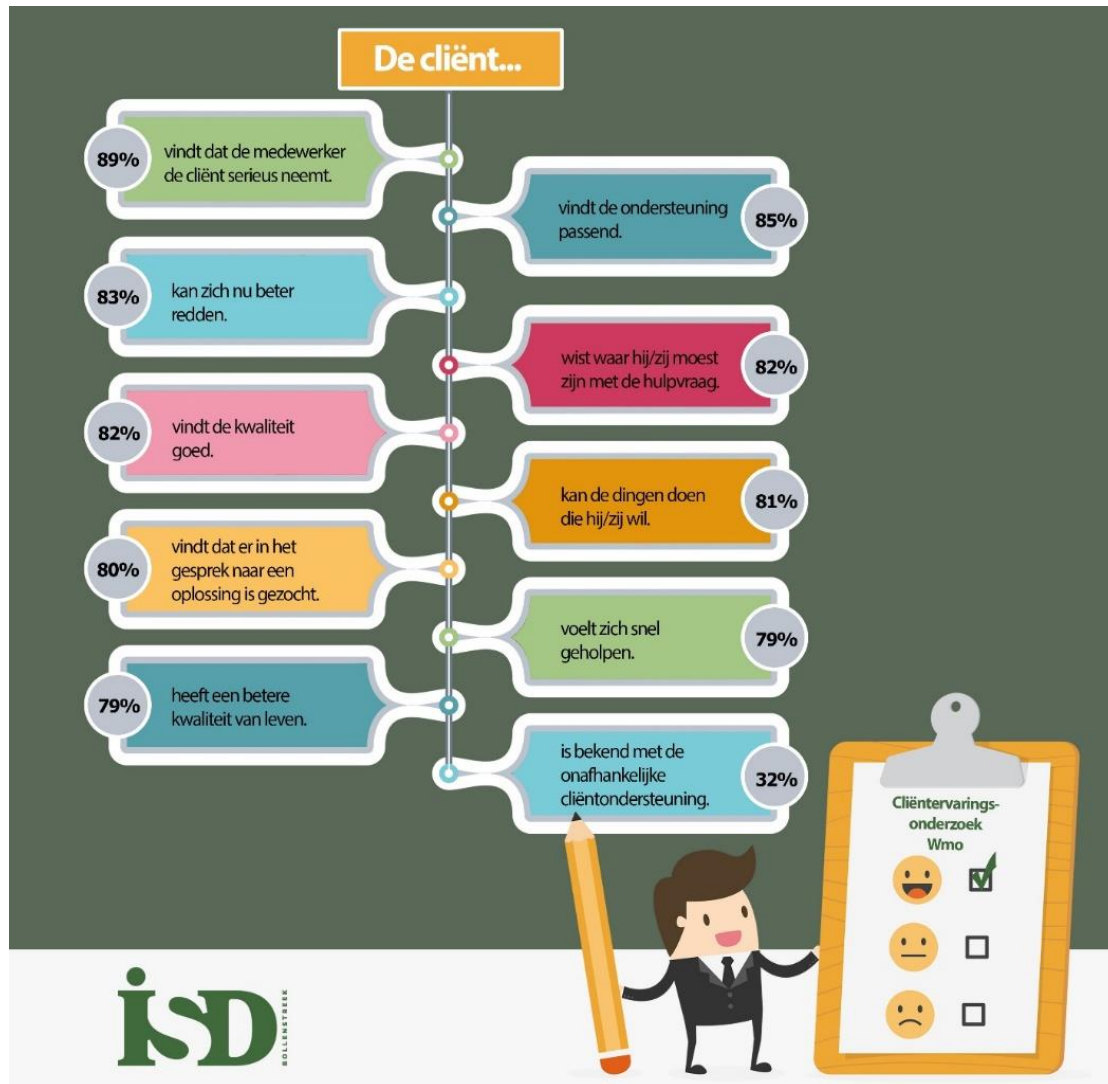 De cliënt...
89%
vindt dat de medewerker
de cliënt serieus neemt.
vindt de ondersteuning
passend.
85%
83%
kan zich nu beter
redden.
wist waar hij/zij moest
zijn met de hulpvraag.
82%
82%
vindt de kwaliteit
goed.
kan de dingen doen
die hij/zij wil.
81%
80%
vindt dat er in het
gesprek naar een
oplossing is gezocht.
voelt zich snel
geholpen.
79%
79%
heeft een betere
kwaliteit van leven.
is bekend met de
onafhankelijke
cliëntondersteuning.
32%
Cliëntervarings-
onderzoek
Wmo
iSD
BOLLENSTREEK